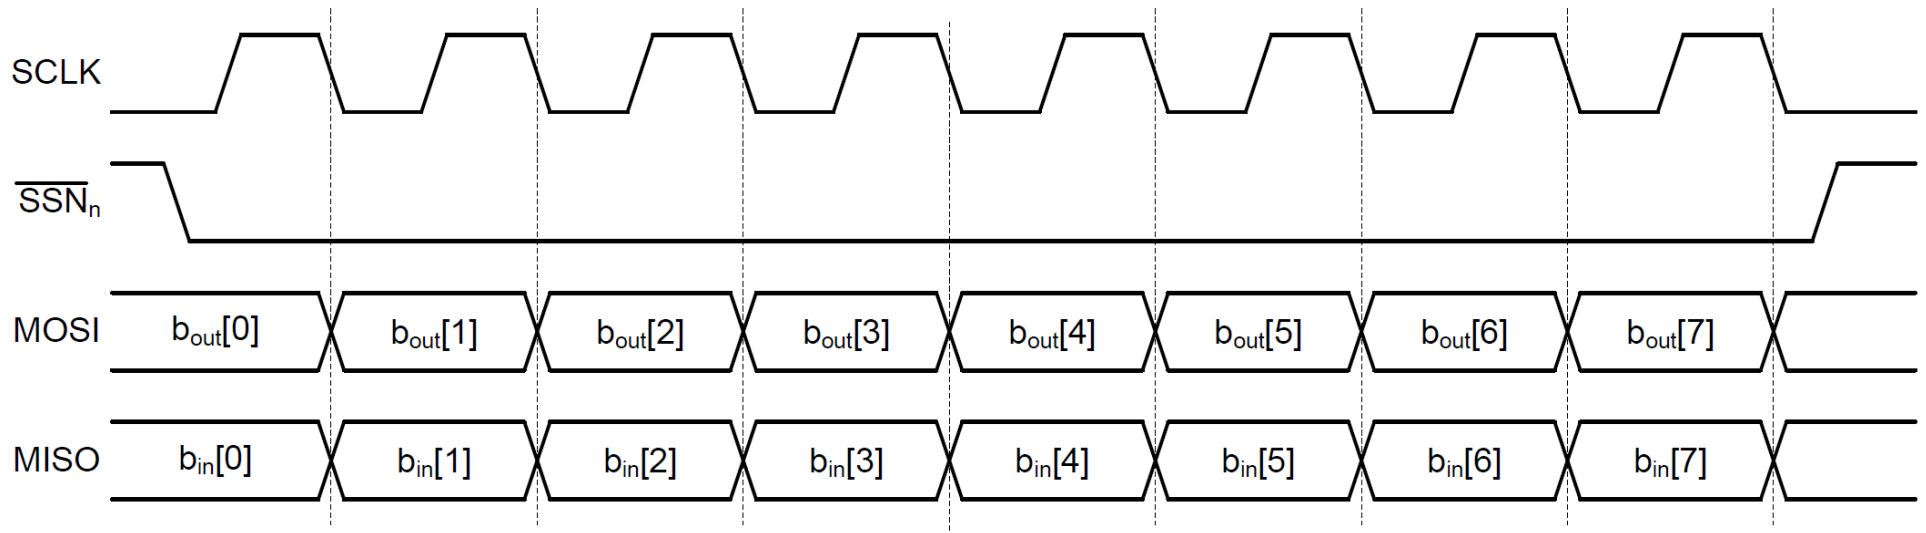 SCLK
SSNₙ
MOSI bout[0] bout[1] bout[2] bout[3] bout[4] bout[5] bout[6] bout[7]
MISO bin[0] bin[1] bin[2] bin[3] bin[4] bin[5] bin[6] bin[7]